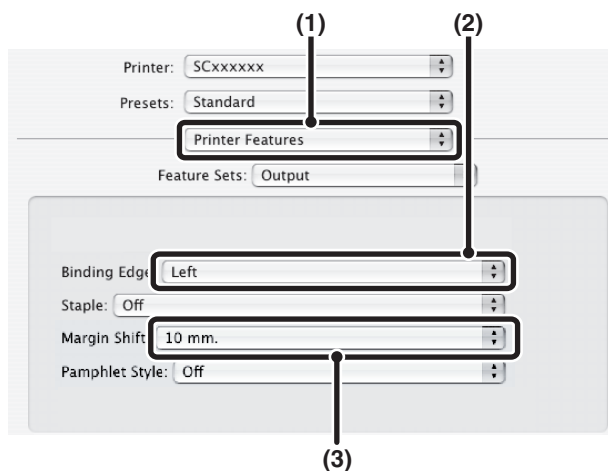 (1) (2)
Printer: SCxxxxxx
Presets: Standard
Printer Features
Feature Sets: Output
Binding Edge Left
Staple: Off
Margin Shift 10 mm.
Pamphlet Style: Off
(3)